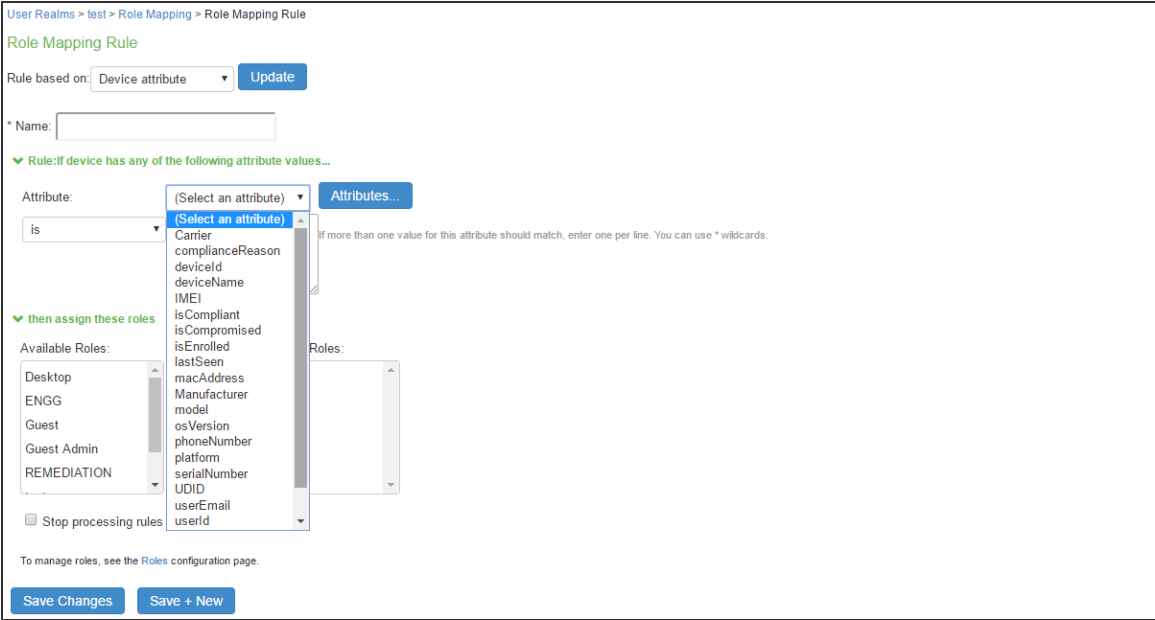 User Realms > test > Role Mapping > Role Mapping Rule
Role Mapping Rule
Rule based on: Device attribute Update
* Name:
Rule:If device has any of the following attribute values...
Attribute: (Select an attribute) Attributes...
(Select an attribute)
is
If more than one value for this attribute should match, enter one per line. You can use * wildcards.
Carrier
complianceReason
deviceId
deviceName
IMEI
isCompliant
isCompromised
isEnrolled
lastSeen
macAddress
Manufacturer
model
osVersion
phoneNumber
platform
serialNumber
UDID
userEmail
userId
then assign these roles
Available Roles: Roles:
Desktop
ENGG
Guest
Guest Admin
REMEDIATION
Stop processing rules
To manage roles, see the Roles configuration page.
Save Changes Save + New